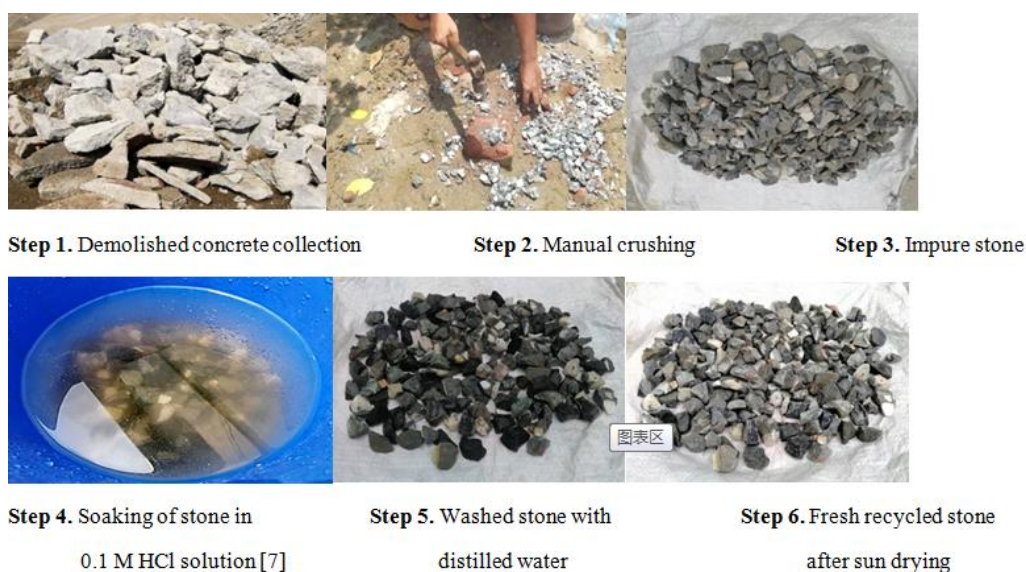 Step 1. Demolished concrete collection
Step 2. Manual crushing
Step 3. Impure stone
图表区
Step 4. Soaking of stone in
0.1 M HCl solution [7]
Step 5. Washed stone with
distilled water
Step 6. Fresh recycled stone
after sun drying